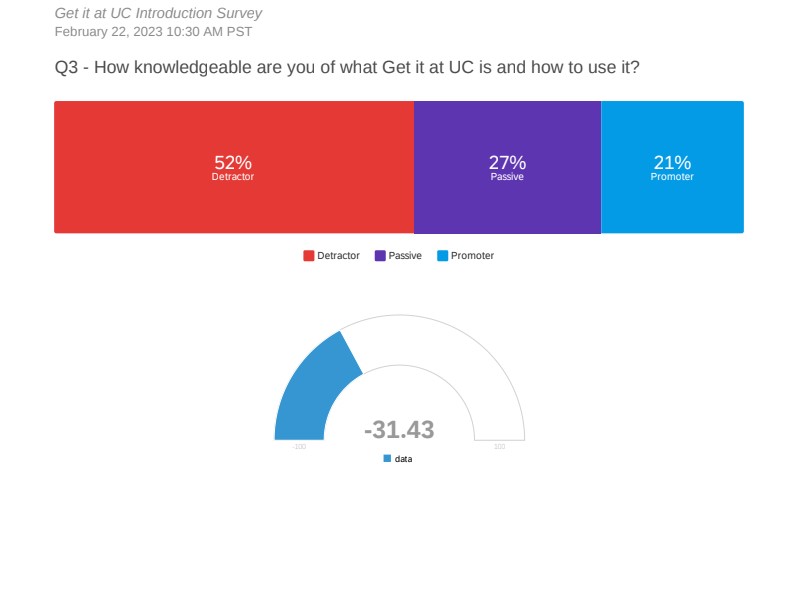 Get it at UC Introduction Survey
February 22, 2023 10:30 AM PST
Q3 - How knowledgeable are you of what Get it at UC is and how to use it?
52% 27% 21%
Detractor Passive Promoter
Detractor Passive Promoter
-31.43
-100 100
data